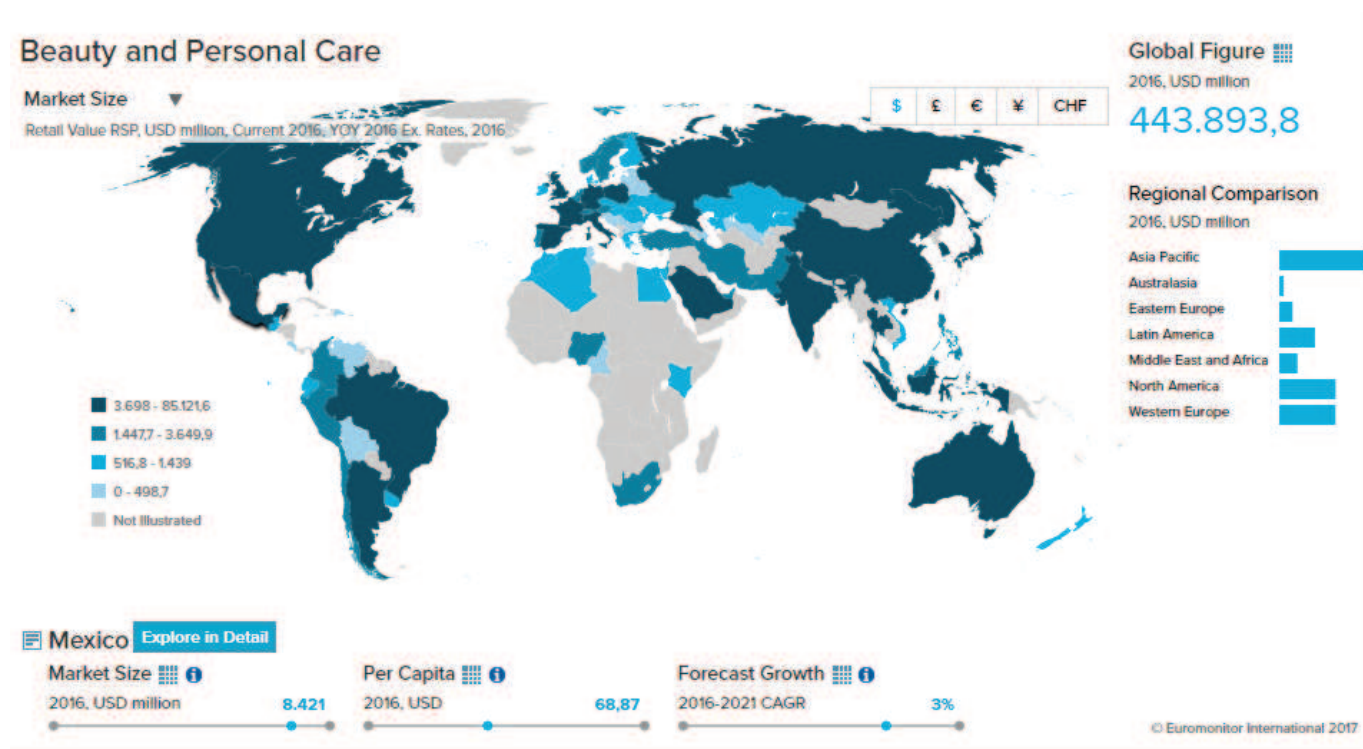 Beauty and Personal Care
Market Size
Retail Value RSP, USD million, Current 2016, YOY 2016 Ex. Rates, 2016
$ £ € ¥ CHF
Global Figure
2016, USD million
443.893,8
Regional Comparison
2016, USD million
Asia Pacific
Australasia
Eastern Europe
Latin America
Middle East and Africa
North America
Western Europe
3.698 - 85.121,6
1.447,7 - 3.649,9
516,8 - 1.439
0 - 498,7
Not Illustrated
Mexico Explore in Detail
Market Size
2016, USD million 8.421
Per Capita
2016, USD 68,87
Forecast Growth
2016-2021 CAGR 3%
© Euromonitor International 2017